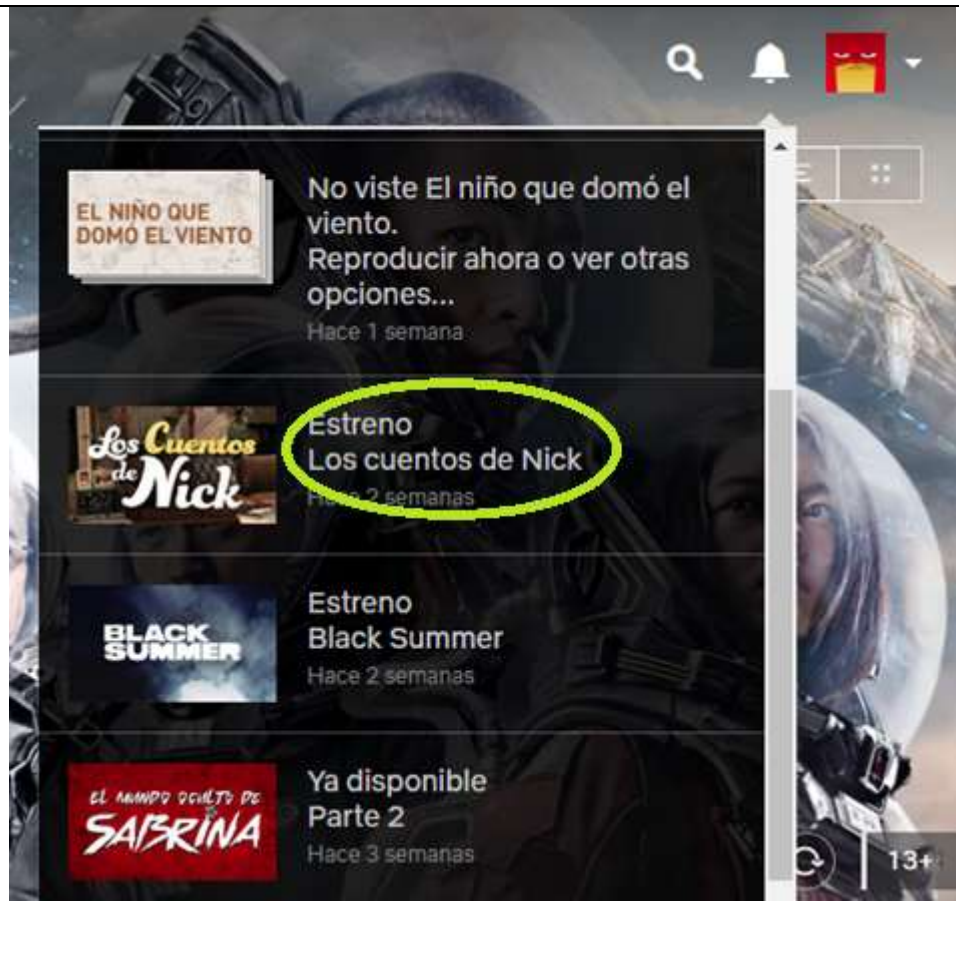 EL NIÑO QUE
DOMÓ EL VIENTO
No viste El niño que domó el
viento.
Reproducir ahora o ver otras
opciones...
Hace 1 semana
Los Cuentos
de Nick
Estreno
Los cuentos de Nick
Hace 2 semanas
BLACK
SUMMER
Estreno
Black Summer
Hace 2 semanas
EL MUNDO OCULTO DE
SABRINA
Ya disponible
Parte 2
Hace 3 semanas
13+